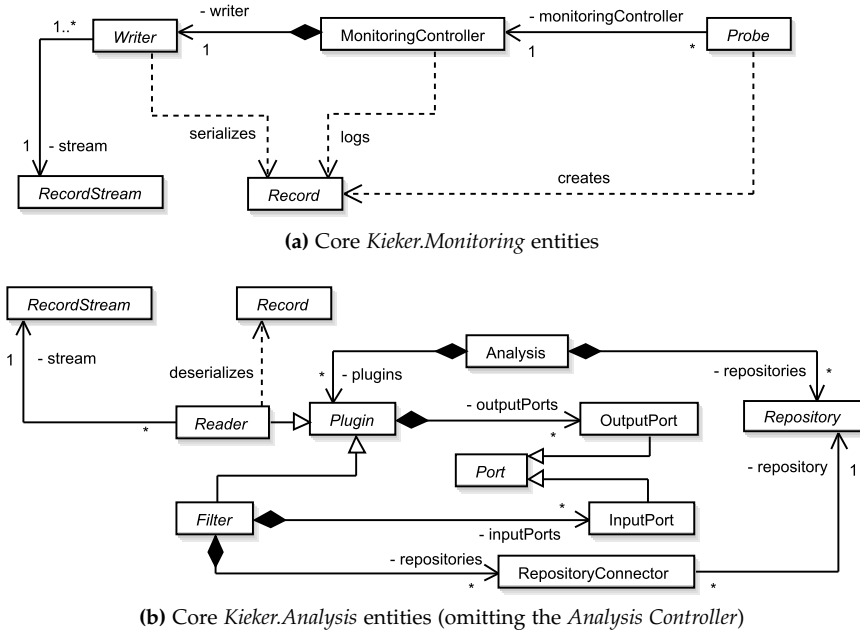 1..*
- writer
- monitoringController
Writer
MonitoringController
Probe
1
1
*
serializes
logs
1
- stream
creates
RecordStream
Record
(a) Core Kieker.Monitoring entities
RecordStream
Record
Analysis
1
- stream
deserializes
*
- plugins
- repositories
*
- outputPorts
Reader
Plugin
OutputPort
Repository
*
*
Port
- repository
1
*
Filter
InputPort
- inputPorts
- repositories
RepositoryConnector
*
*
(b) Core Kieker.Analysis entities (omitting the Analysis Controller)